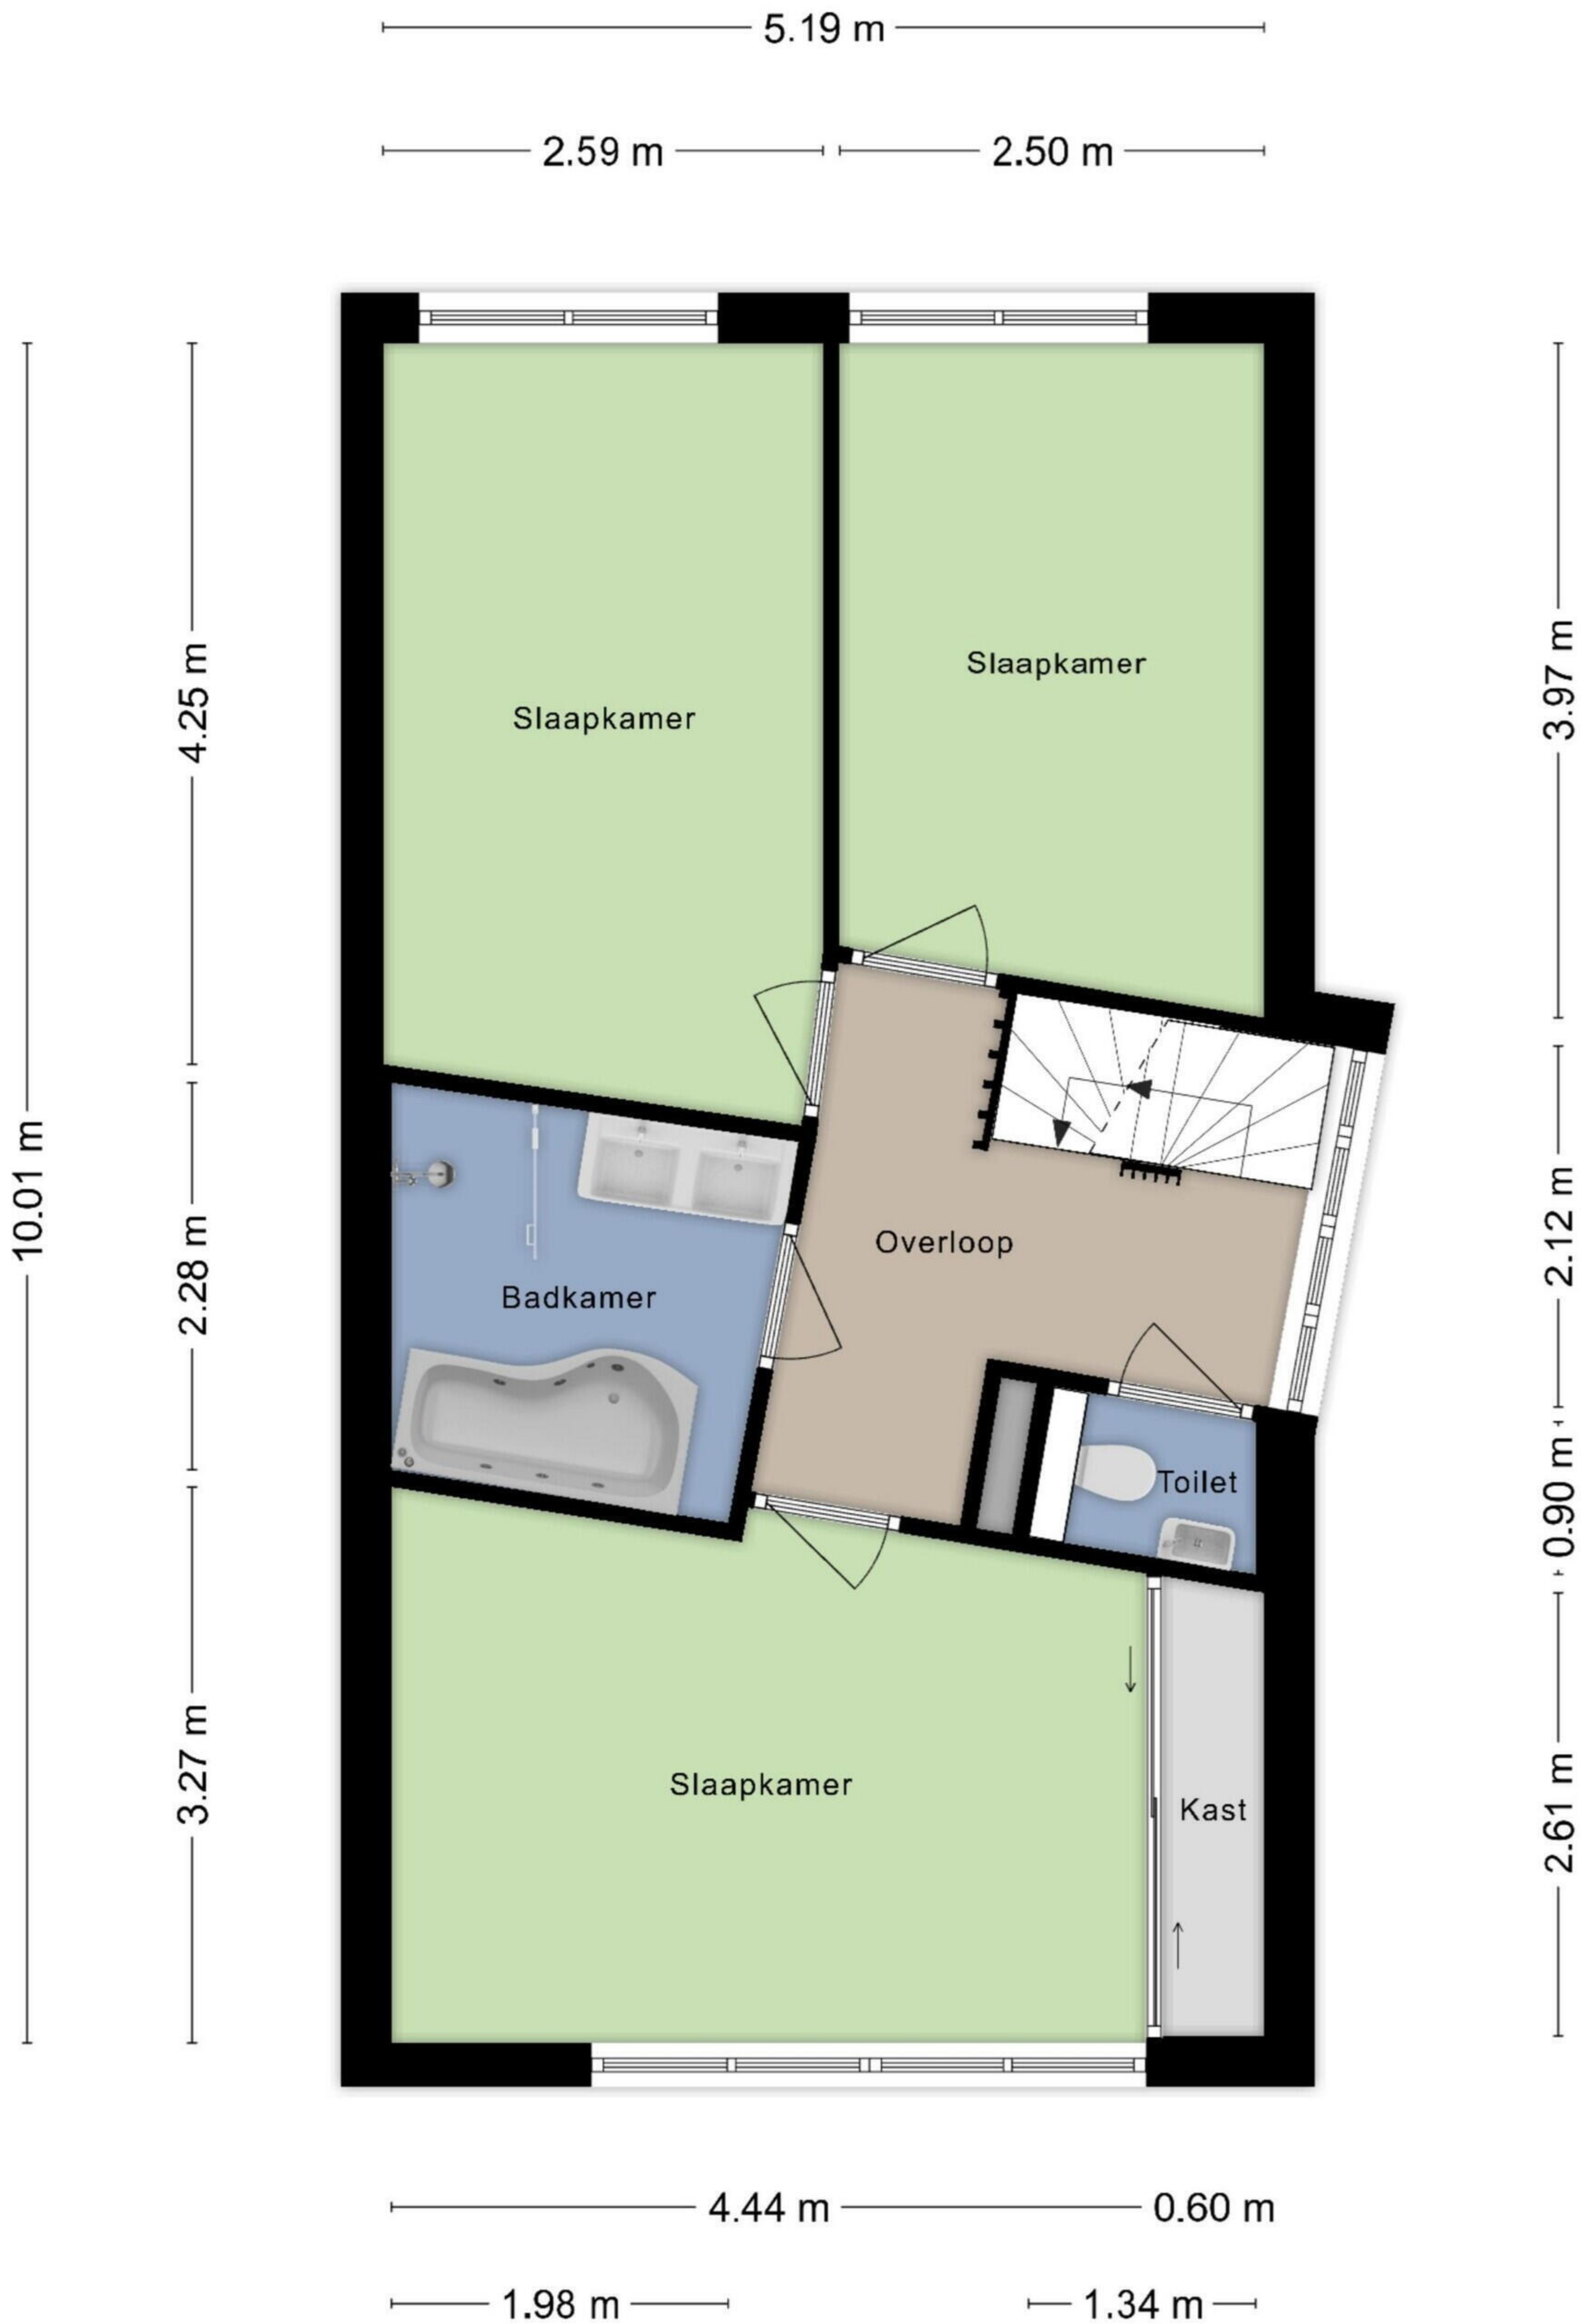 5.19 m
2.59 m
2.50 m
10.01 m
4.25 m
2.28 m
3.27 m
Slaapkamer
Slaapkamer
Overloop
Badkamer
Toilet
Slaapkamer
Kast
3.97 m
2.12 m
0.90 m
2.61 m
4.44 m
0.60 m
1.98 m
1.34 m